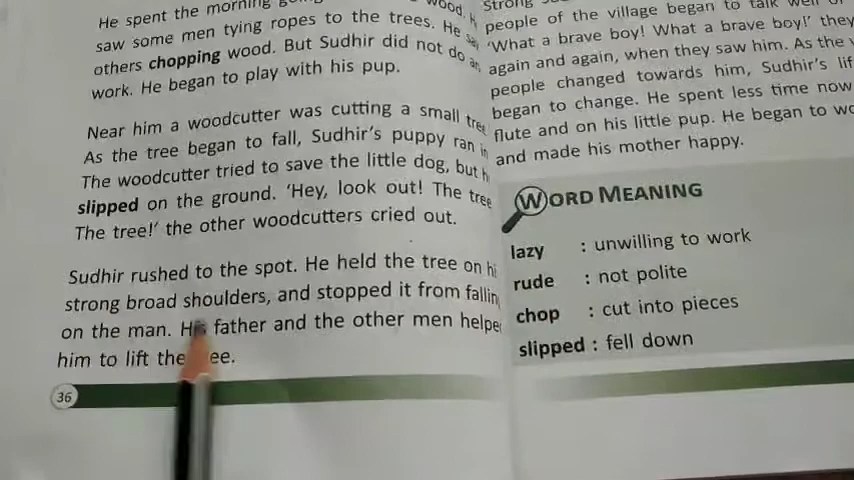 He spent the morning
saw some men tying ropes to the trees. He
others chopping wood. But Sudhir did not do
work. He began to play with his pup.
Near him a woodcutter was cutting a small tree
As the tree began to fall, Sudhir's puppy ran in
The woodcutter tried to save the little dog, but h
slipped on the ground. 'Hey, look out! The tree
The tree!' the other woodcutters cried out.
Sudhir rushed to the spot. He held the tree on hi
strong broad shoulders, and stopped it from fallin
on the man. His father and the other men helpe
him to lift the ee.
36
people of the village began to talk well
'What a brave boy! What a brave boy!' they
again and again, when they saw him. As the
people changed towards him, Sudhir's lif
began to change. He spent less time now
flute and on his little pup. He began to wo
and made his mother happy.
WORD MEANING
lazy : unwilling to work
rude : not polite
chop : cut into pieces
slipped : fell down